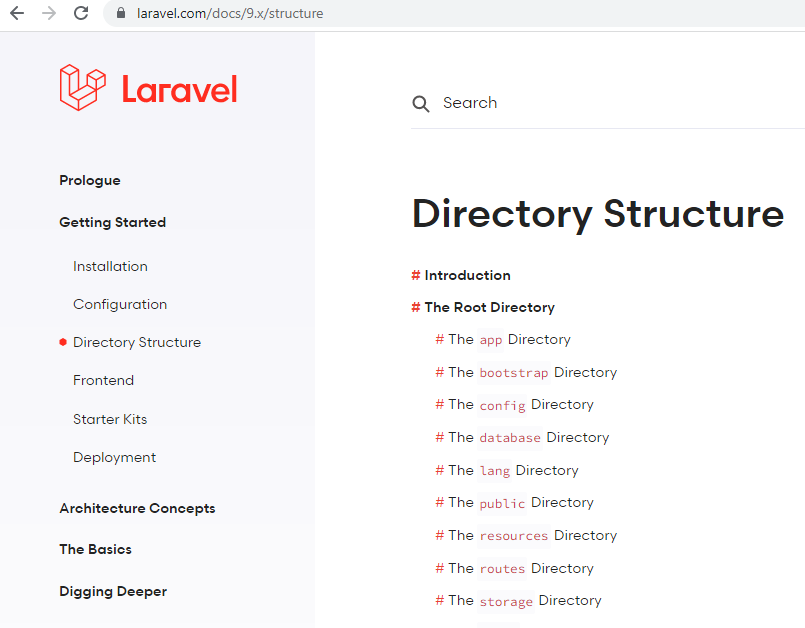 laravel.com/docs/9.x/structure
Laravel
Prologue
Getting Started
Installation
Configuration
Directory Structure
Frontend
Starter Kits
Deployment
Architecture Concepts
The Basics
Digging Deeper
Search
Directory Structure
# Introduction
# The Root Directory
# The app Directory
# The bootstrap Directory
# The config Directory
# The database Directory
# The lang Directory
# The public Directory
# The resources Directory
# The routes Directory
# The storage Directory